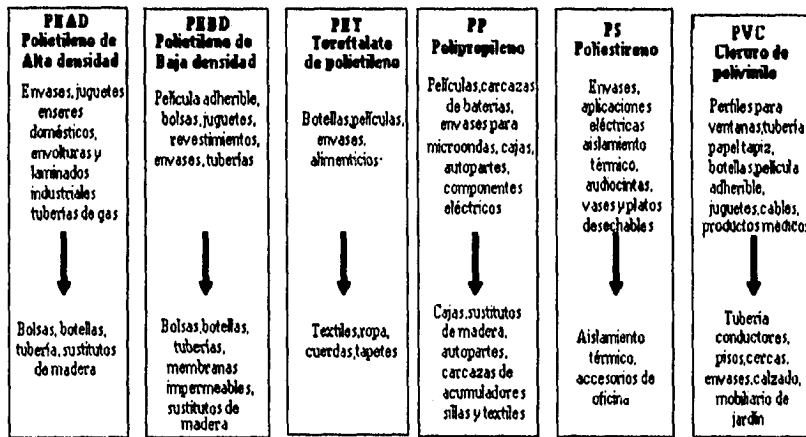 PEAD
Polietileno de
Alta densidad
Envases, juguetes
enseres
domésticos,
envolturas y
laminados
industriales
tuberías de gas
Bolsas, botellas,
tubería, sustitutos
de madera
PEBD
Polietileno de
Baja densidad
Película adherible,
bolsas, juguetes,
revestimientos,
envases, tuberías
Bolsas, botellas,
tuberías,
membranas
impermeables,
sustitutos de
madera
PET
Tereftalate
de polietileno
Botellas, películas,
envases,
alimenticios.
Textiles, ropa,
cuerdas, tapetes
PP
Polipropileno
Películas, carcazas
de baterías,
envases para
microondas, cajas,
autopartes,
componentes
eléctricos
Cajas, sustitutos
de madera,
autopartes,
carcazas de
acumuladores
sillas y textiles
PS
Poliestireno
Envases,
aplicaciones
eléctricas
aislamiento
térmico,
audiocintas,
vases y platos
desechables
Aislamiento
térmico,
accesorios de
oficina
PVC
Cloruro de
polivinilo
Perfiles para
ventanas, tubería
papel tapiz,
botellas, película
adherible,
juguetes, cables,
productos médicos
Tubería
conductores,
pisos, cercas,
envases, calzado,
mobiliario de
jardín